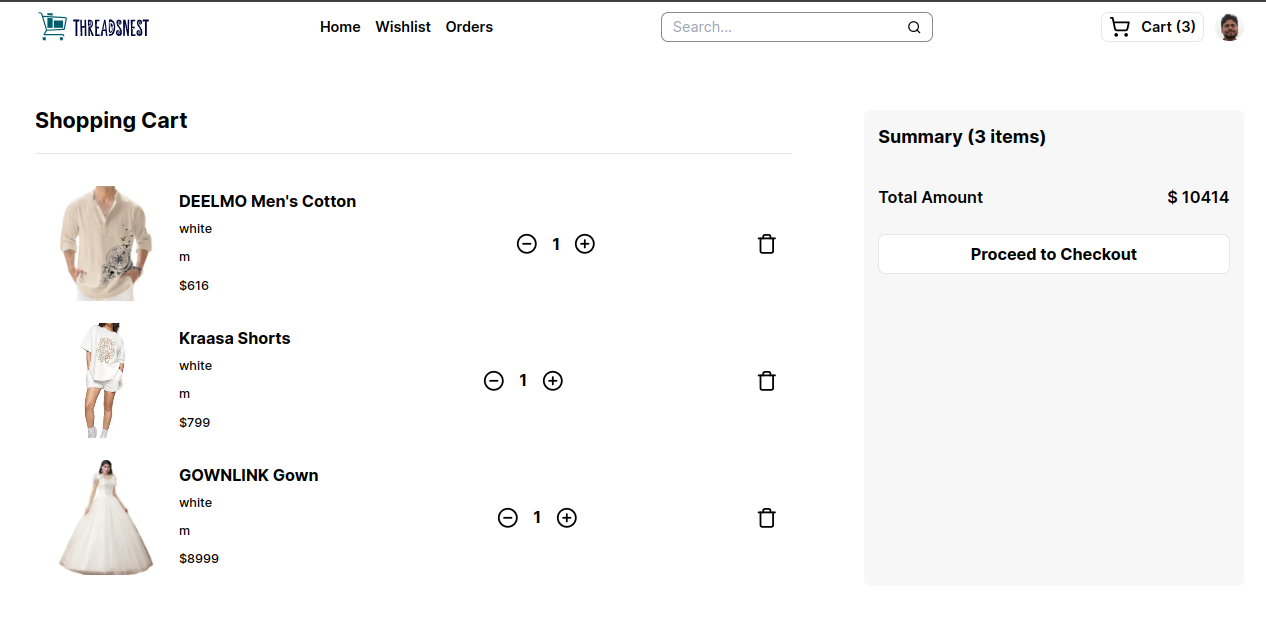 THREADSNEST
Home Wishlist Orders
Search...
Cart (3)
Shopping Cart
DEELMO Men's Cotton
white
m
$616
1
Kraasa Shorts
white
m
$799
1
GOWNLINK Gown
white
m
$8999
1
Summary (3 items)
Total Amount $ 10414
Proceed to Checkout